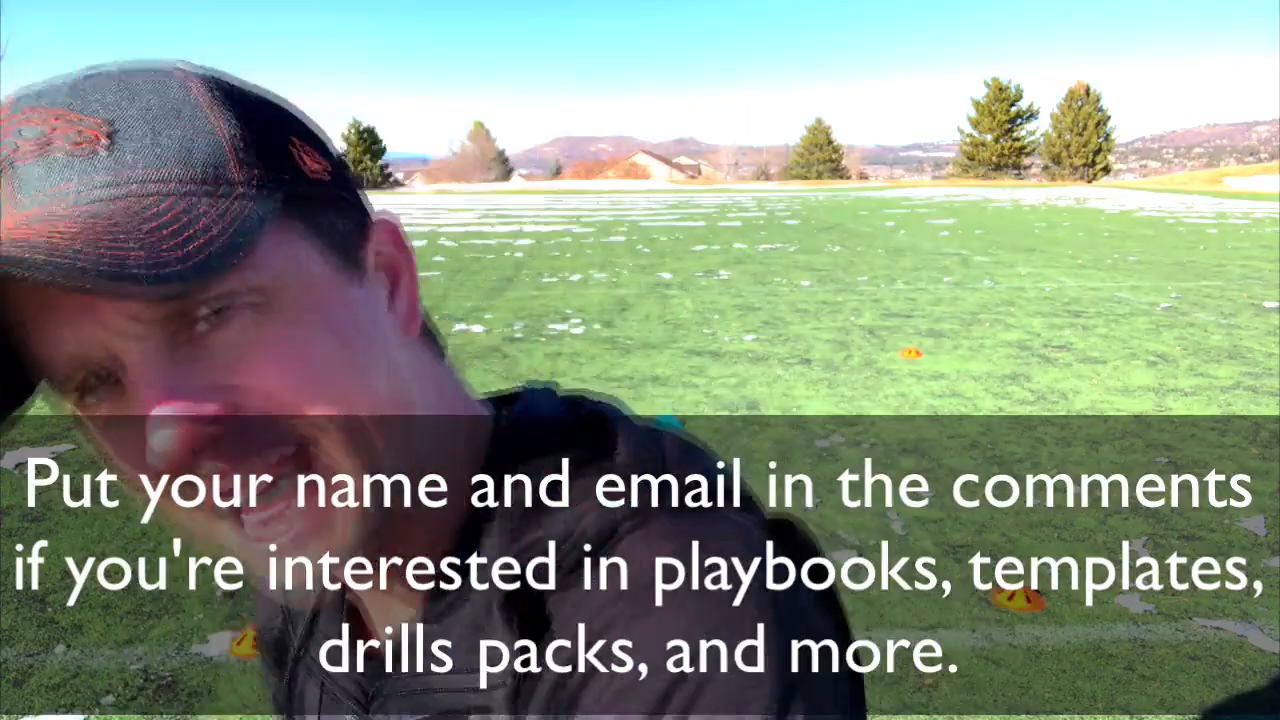 Put your name and email in the comments
if you're interested in playbooks, templates,
drills packs, and more.